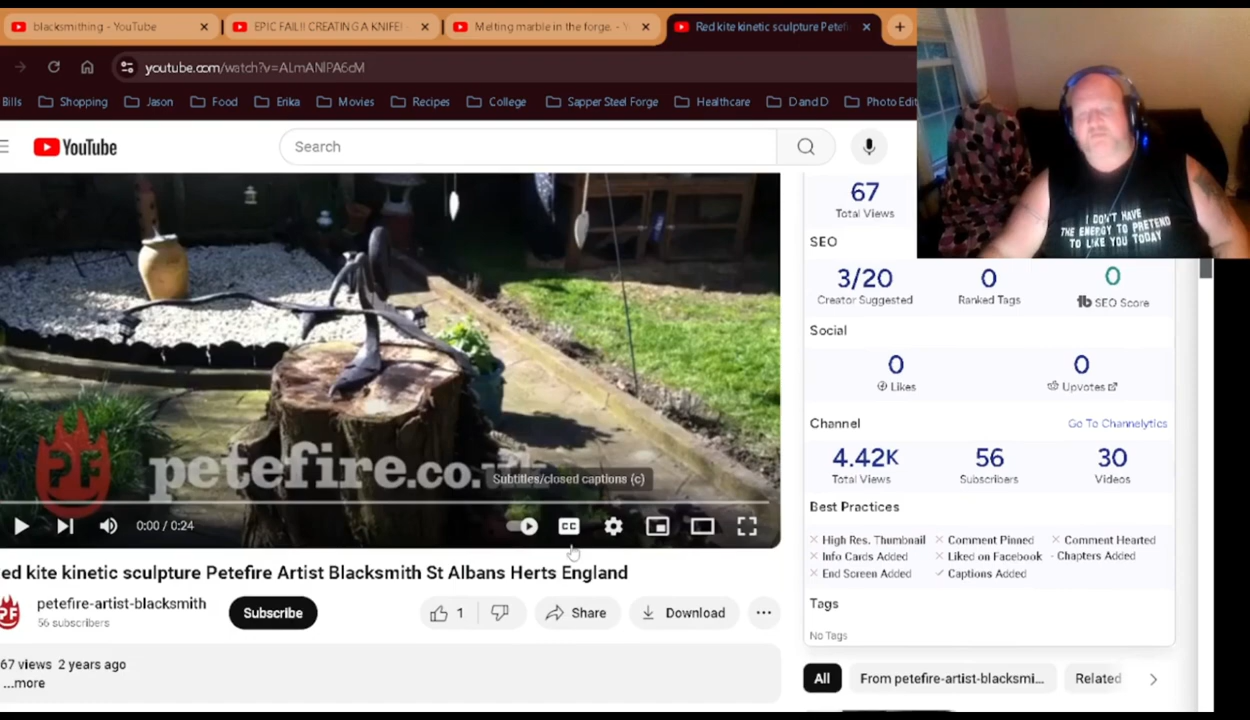 blacksmithing - YouTube
EPIC FAIL!! CREATING A KNIFE!
Melting marble in the forge. - Y
Red kite kinetic sculpture Petefi
youtube.com/watch?v=ALmANlPA6cM
Bills Shopping Jason Food Erika Movies Recipes College Sapper Steel Forge Healthcare D and D Photo Edit
YouTube
Search
I DON'T HAVE
THE ENERGY TO PRETEND
TO LIKE YOU TODAY
PF
petefire.co.
Subtitles/closed captions (c)
0:00 / 0:24
CC
ed kite kinetic sculpture Petefire Artist Blacksmith St Albans Herts England
PF
petefire-artist-blacksmith
56 subscribers
Subscribe
1
Share
Download
67 views 2 years ago
...more
67
Total Views
SEO
3/20 0 0
Creator Suggested Ranked Tags tb SEO Score
Social
0 0
Likes Upvotes
Channel Go To Channelytics
4.42K 56 30
Total Views Subscribers Videos
Best Practices
High Res. Thumbnail Comment Pinned Comment Hearted
Info Cards Added Liked on Facebook - Chapters Added
End Screen Added Captions Added
Tags
No Tags
All From petefire-artist-blacksmi... Related